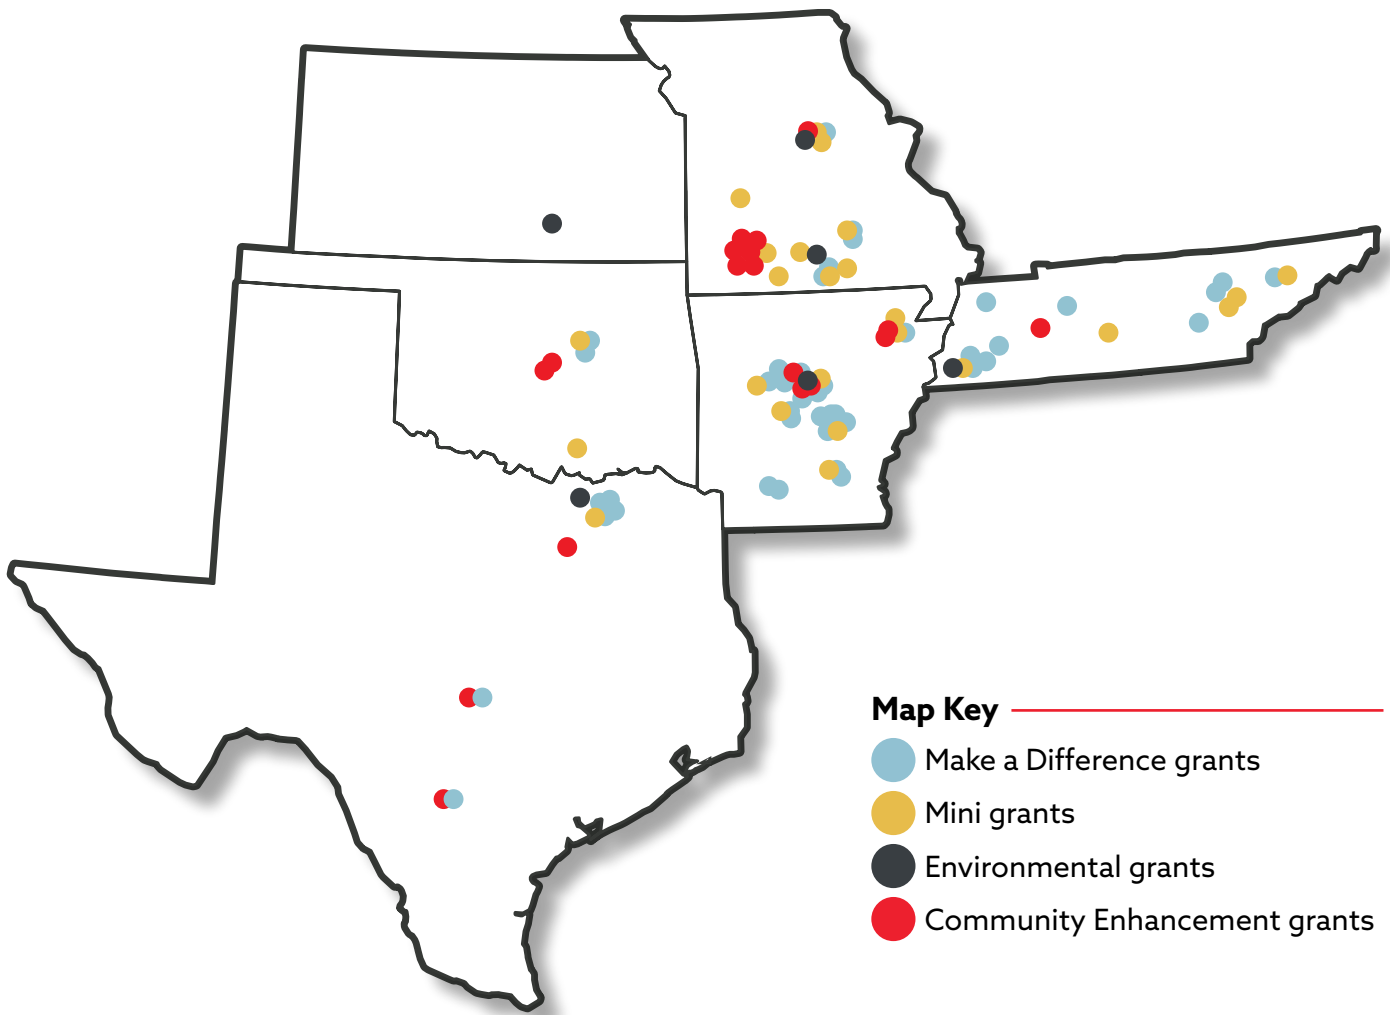 Map Key
Make a Difference grants
Mini grants
Environmental grants
Community Enhancement grants